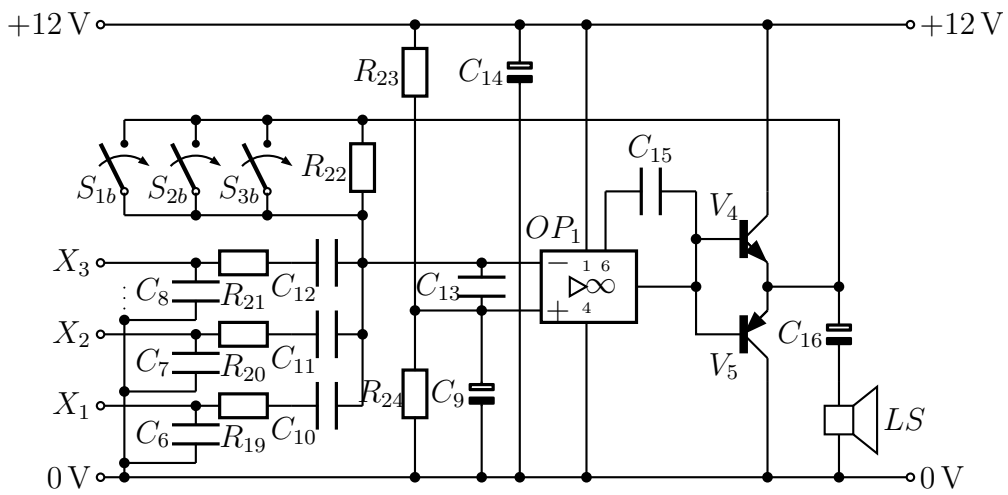 +12 V +12 V
R23 C14
C15
S1b S2b S3b R22
V4
OP1
X3 − 1 6
C8 R21 C12 C13 ▷∞
+ 4
X2 C16
C7 R20 C11 V5
R24 C9
X1 LS
C6 R19 C10
0 V 0 V